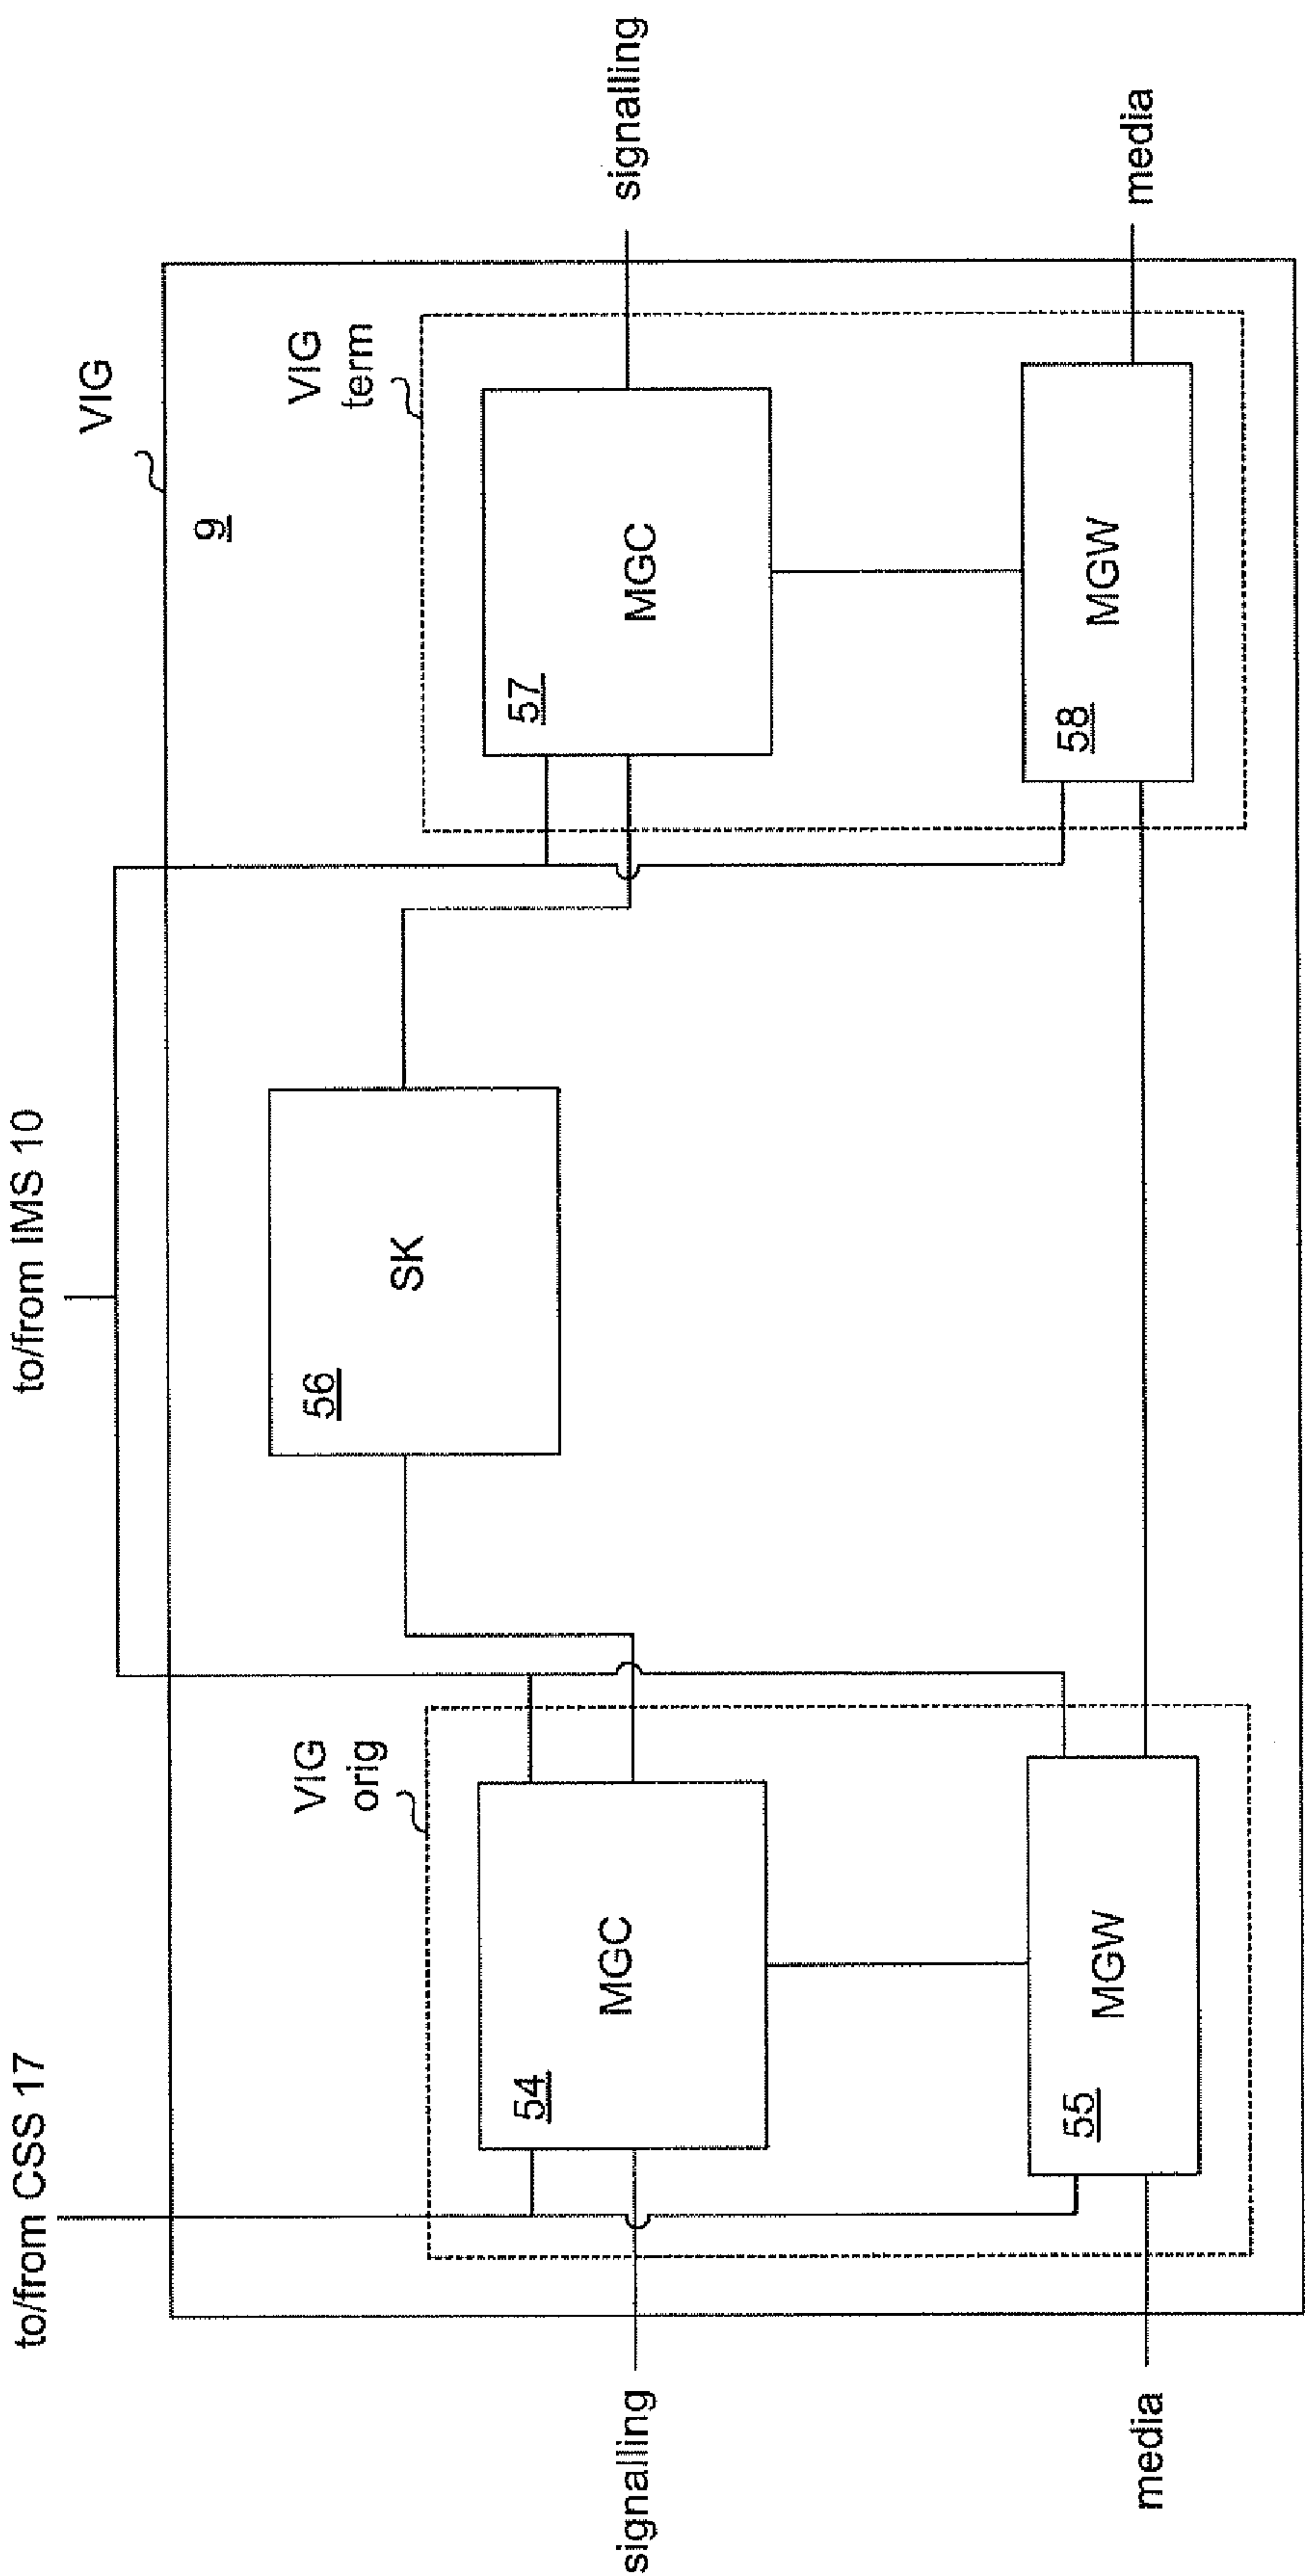 to/from CSS 17
to/from IMS 10
VIG
9
VIG
orig
VIG
term
56
SK
54
MGC
57
MGC
55
MGW
58
MGW
signalling
signalling
media
media